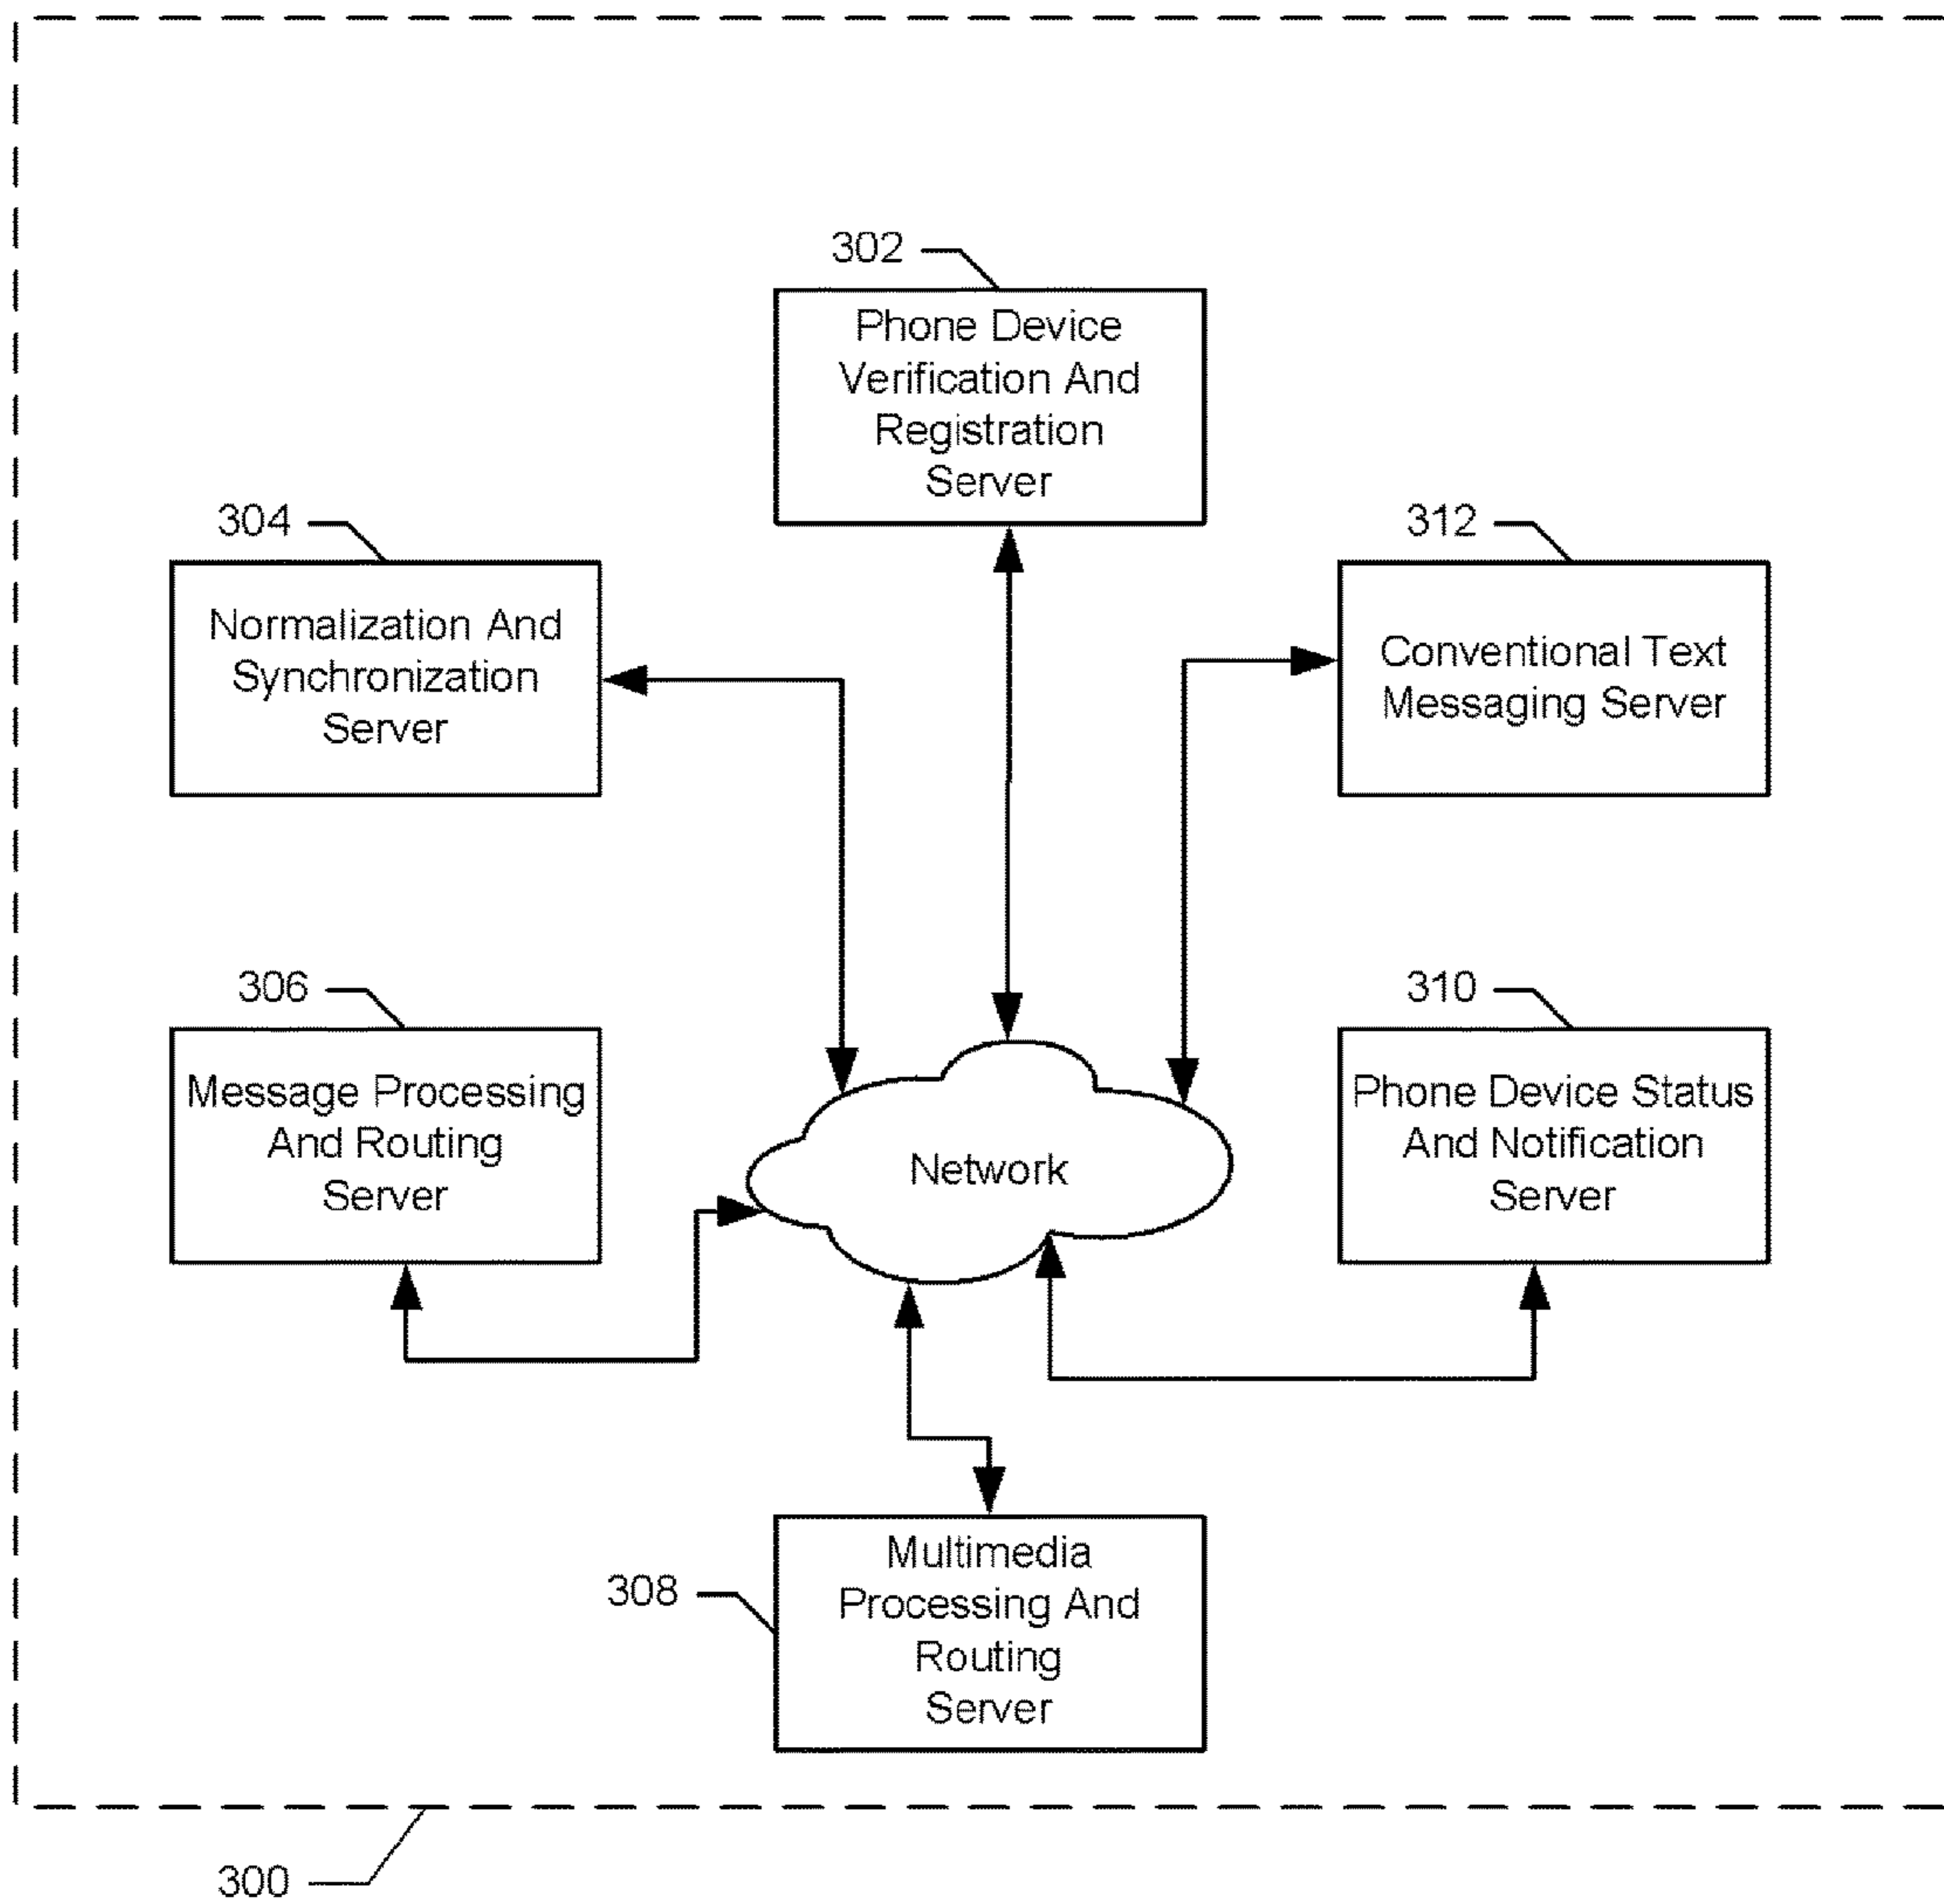 302
Phone Device
Verification And
Registration
Server
304
Normalization And
Synchronization
Server
312
Conventional Text
Messaging Server
306
Message Processing
And Routing
Server
Network
310
Phone Device Status
And Notification
Server
308
Multimedia
Processing And
Routing
Server
300